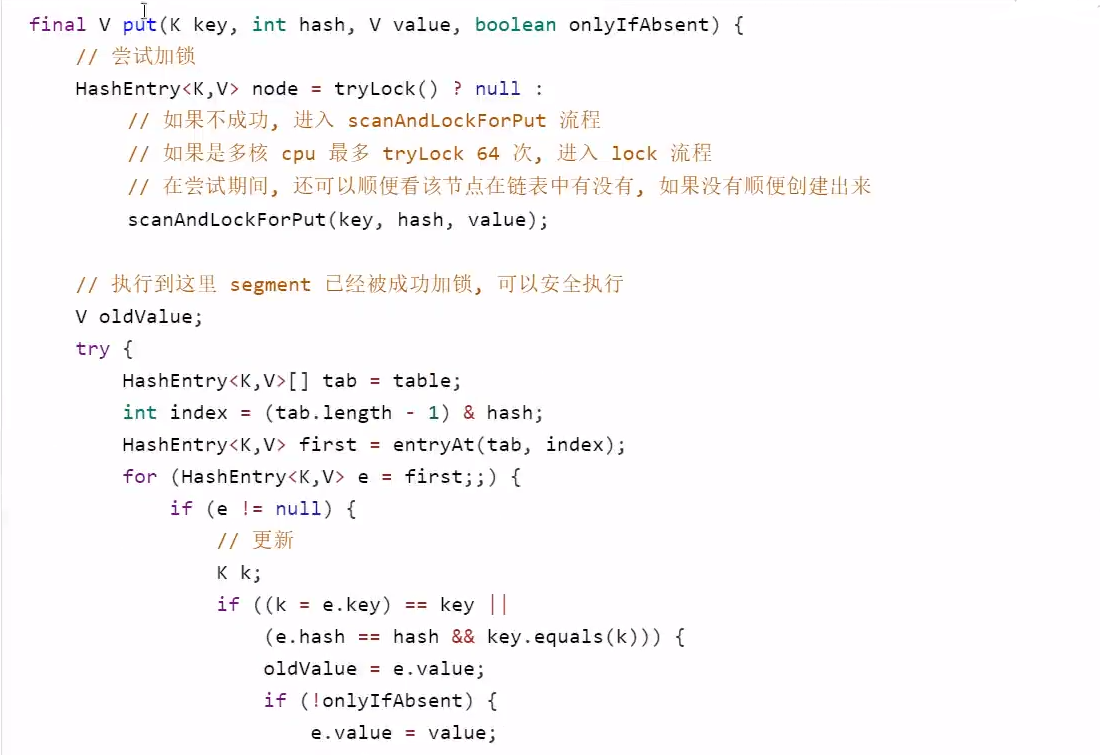 final V put(K key, int hash, V value, boolean onlyIfAbsent) {
    // 尝试加锁
    HashEntry<K,V> node = tryLock() ? null :
        // 如果不成功, 进入 scanAndLockForPut 流程
        // 如果是多核 cpu 最多 tryLock 64 次, 进入 lock 流程
        // 在尝试期间, 还可以顺便看该节点在链表中有没有, 如果没有顺便创建出来
        scanAndLockForPut(key, hash, value);

    // 执行到这里 segment 已经被成功加锁, 可以安全执行
    V oldValue;
    try {
        HashEntry<K,V>[] tab = table;
        int index = (tab.length - 1) & hash;
        HashEntry<K,V> first = entryAt(tab, index);
        for (HashEntry<K,V> e = first;;) {
            if (e != null) {
                // 更新
                K k;
                if ((k = e.key) == key ||
                    (e.hash == hash && key.equals(k))) {
                    oldValue = e.value;
                    if (!onlyIfAbsent) {
                        e.value = value;